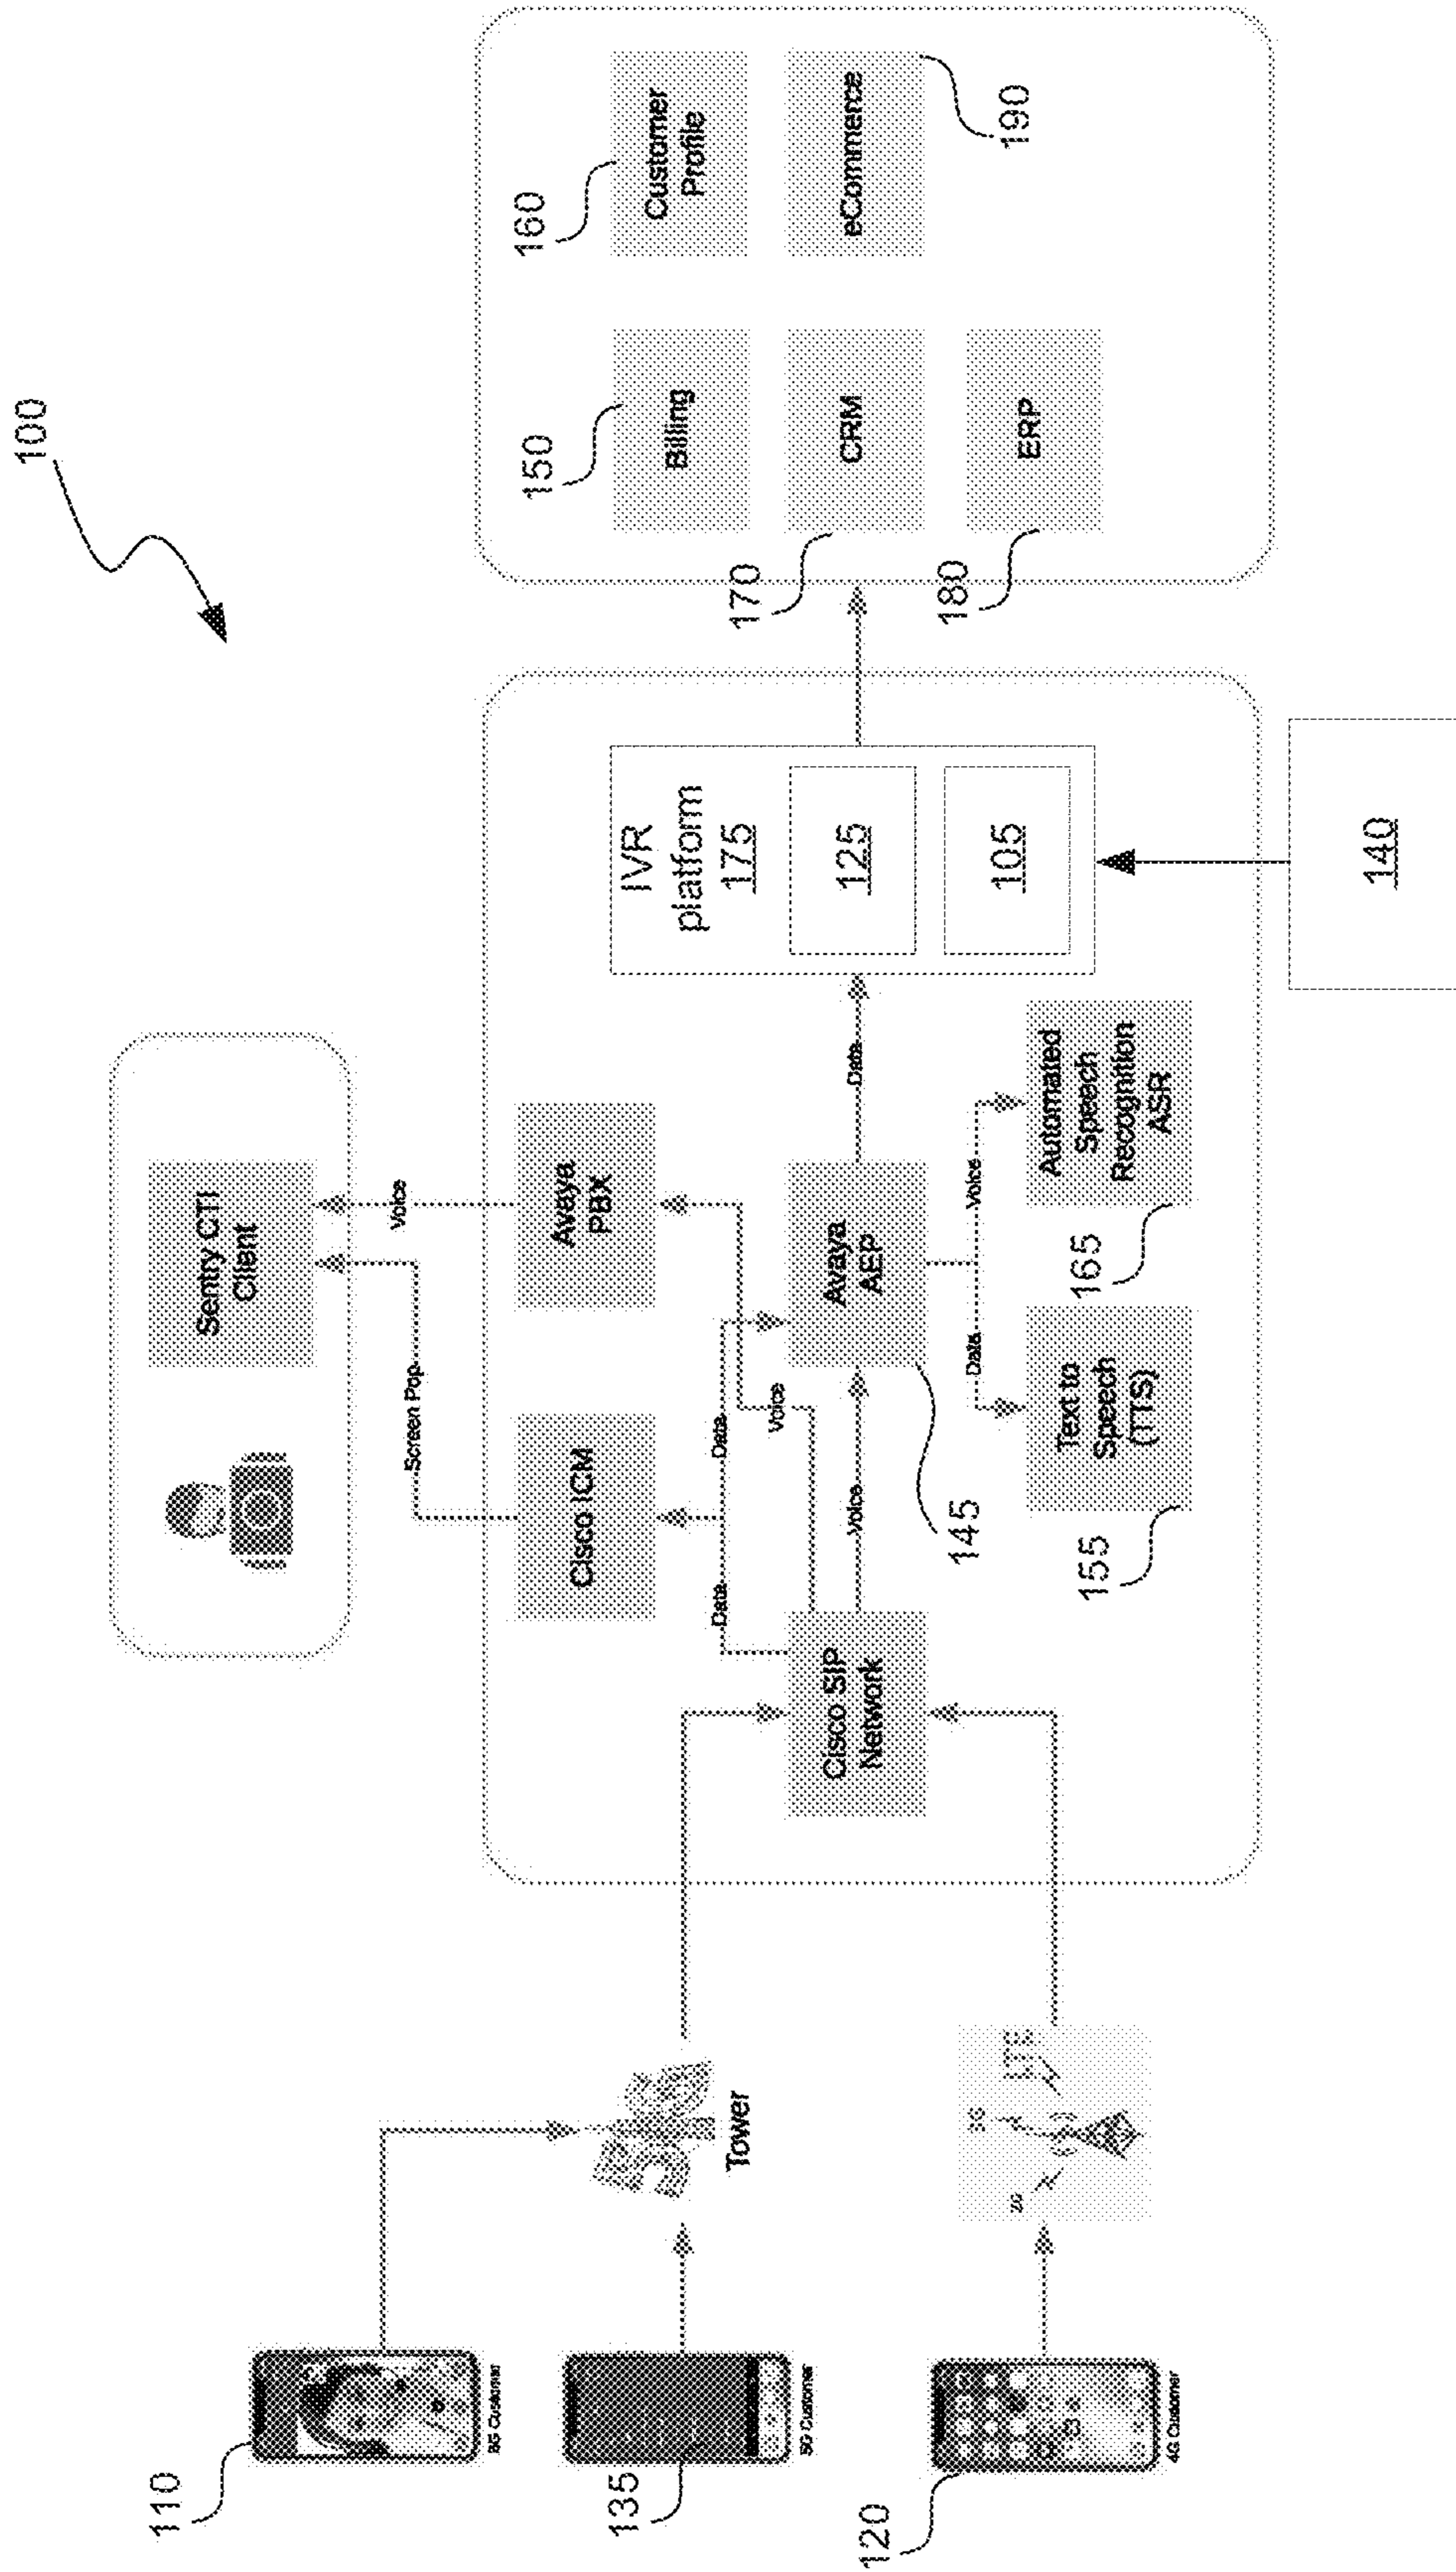 100
Sentry CTI
Client
Screen Pop
Voice
Cisco ICM
Avaya
PBX
150
Billing
160
Customer
Profile
170
CRM
eCommerce
190
180
ERP
110
Customer
135
5G Customer
Tower
120
4G Customer
LTE
Cisco SIP
Network
Data
Data
Voice
Voice
Avaya
AEP
145
Data
IVR
platform
175
125
105
140
Data
Voice
155
Text to
Speech
(TTS)
165
Automated
Speech
Recognition
ASR